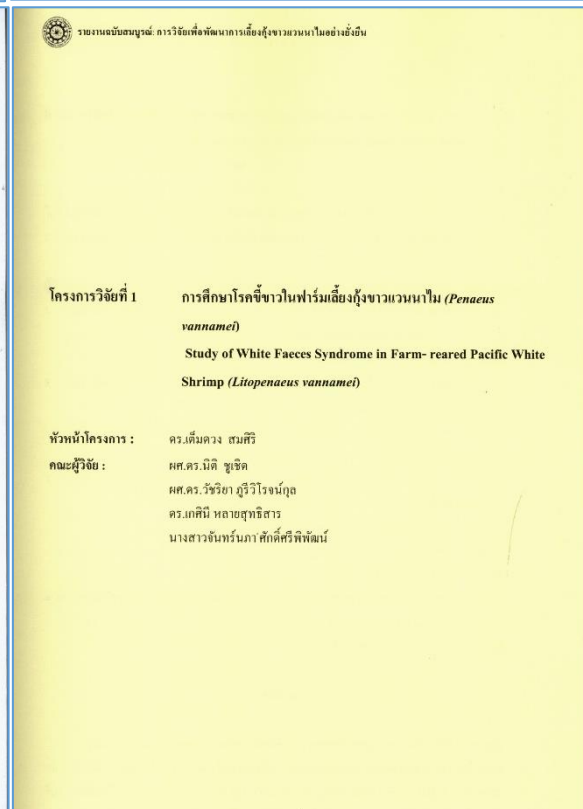 รายงานฉบับสมบูรณ์: การวิจัยเพื่อพัฒนาการเลี้ยงกุ้งขาวแวนนาไมอย่างยั่งยืน
โครงการวิจัยที่ 1 การศึกษาโรคขี้ขาวในฟาร์มเลี้ยงกุ้งขาวแวนนาไม (Penaeus
vannamei)
Study of White Faeces Syndrome in Farm- reared Pacific White
Shrimp (Litopenaeus vannamei)
หัวหน้าโครงการ : ดร.เต็มดวง สมศิริ
คณะผู้วิจัย : ผศ.ดร.นิติ ชูเชิด
ผศ.ดร.วัชริยา ภูรีวิโรจน์กุล
ดร.เกศินี หลายสุทธิสาร
นางสาวจันทร์นภา ศักดิ์ศรีพิพัฒน์